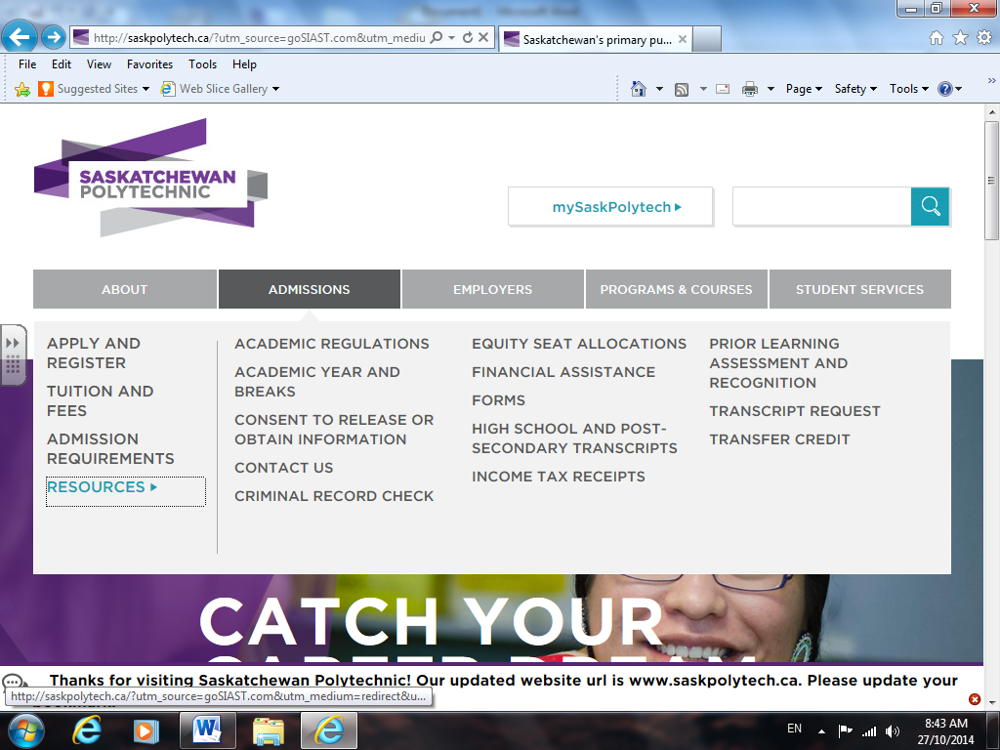 http://saskpolytech.ca/?utm_source=goSIAST.com&utm_mediu
Saskatchewan's primary pu...
File Edit View Favorites Tools Help
Suggested Sites Web Slice Gallery
Page Safety Tools
SASKATCHEWAN
POLYTECHNIC
mySaskPolytech
ABOUT ADMISSIONS EMPLOYERS PROGRAMS & COURSES STUDENT SERVICES
APPLY AND
REGISTER
TUITION AND
FEES
ADMISSION
REQUIREMENTS
RESOURCES
ACADEMIC REGULATIONS
ACADEMIC YEAR AND
BREAKS
CONSENT TO RELEASE OR
OBTAIN INFORMATION
CONTACT US
CRIMINAL RECORD CHECK
EQUITY SEAT ALLOCATIONS
FINANCIAL ASSISTANCE
FORMS
HIGH SCHOOL AND POST-
SECONDARY TRANSCRIPTS
INCOME TAX RECEIPTS
PRIOR LEARNING
ASSESSMENT AND
RECOGNITION
TRANSCRIPT REQUEST
TRANSFER CREDIT
CATCH YOUR
CAREER DREAM
Thanks for visiting Saskatchewan Polytechnic! Our updated website url is www.saskpolytech.ca. Please update your
http://saskpolytech.ca/?utm_source=goSIAST.com&utm_medium=redirect&u...
EN
8:43 AM
27/10/2014